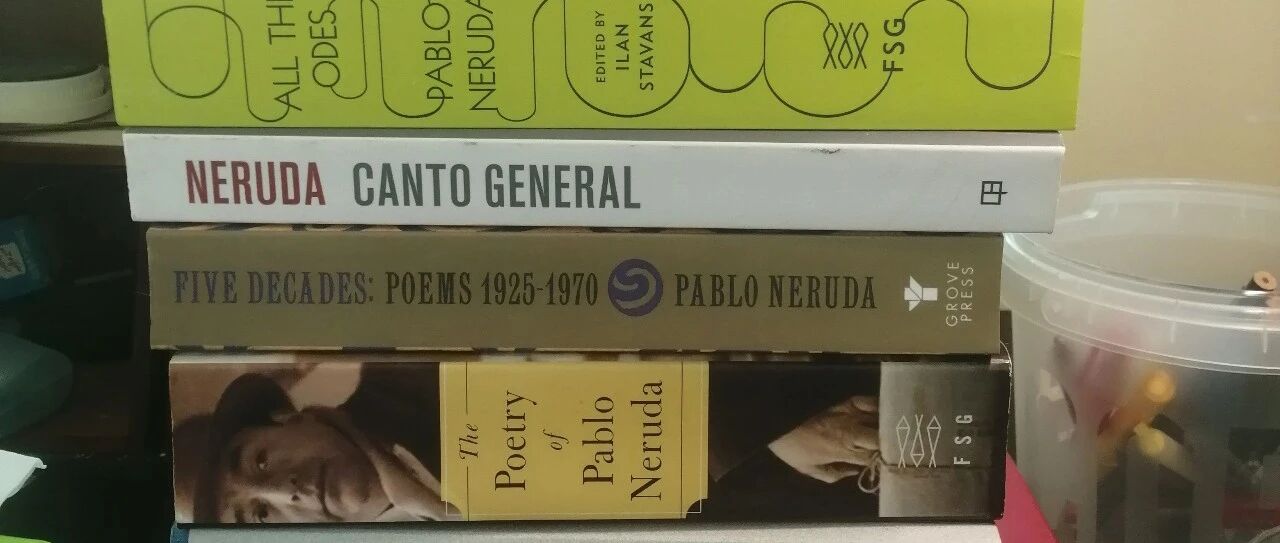 ALL THE
ODES
PABLO
NERUDA
EDITED BY
ILAN
STAVANS
FSG
NERUDA CANTO GENERAL
FIVE DECADES: POEMS 1925-1970 PABLO NERUDA
GROVE
PRESS
The
Poetry
of
Pablo
Neruda
FSG